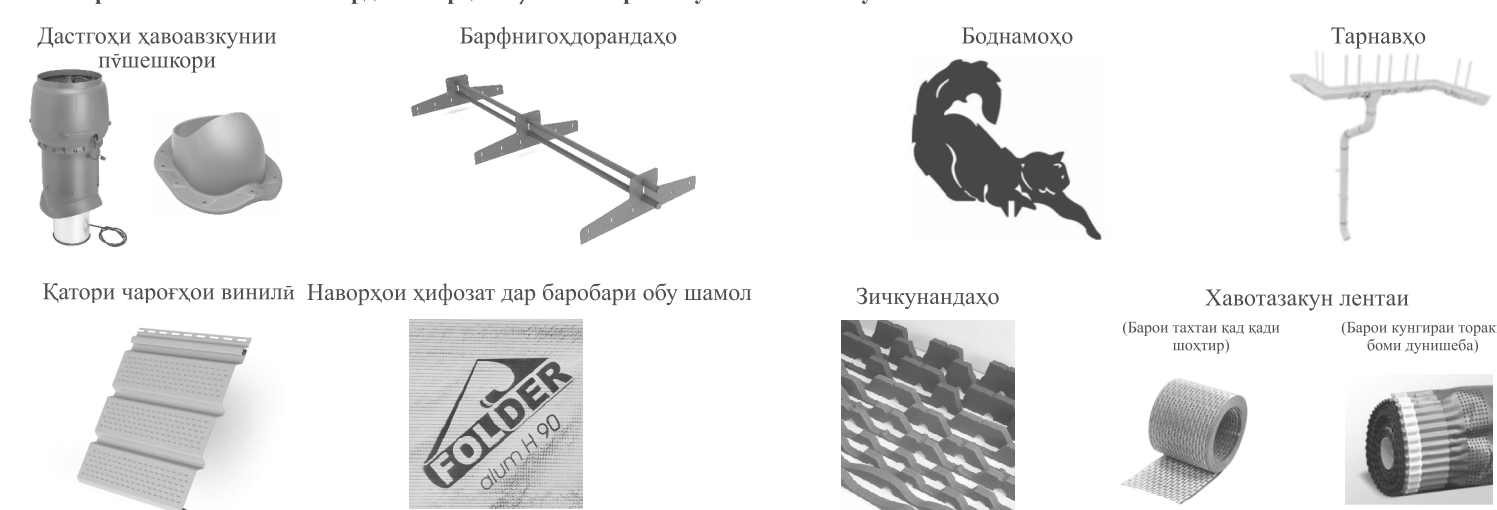 Дастгоҳи ҳавоавзкунии
пӯшешкори
Барфнигоҳдорандаҳо
Боднамоҳо
Тарнавҳо
Қатори чароғҳои винилӣ
Наворҳои ҳифозат дар баробари обу шамол
Зичкунандаҳо
Хавотазакун лентаи
(Барои тахтаи қад қади
шоҳтир)
(Барои кунгираи торак
боми дунишеба)
FOLDER
alum H 90